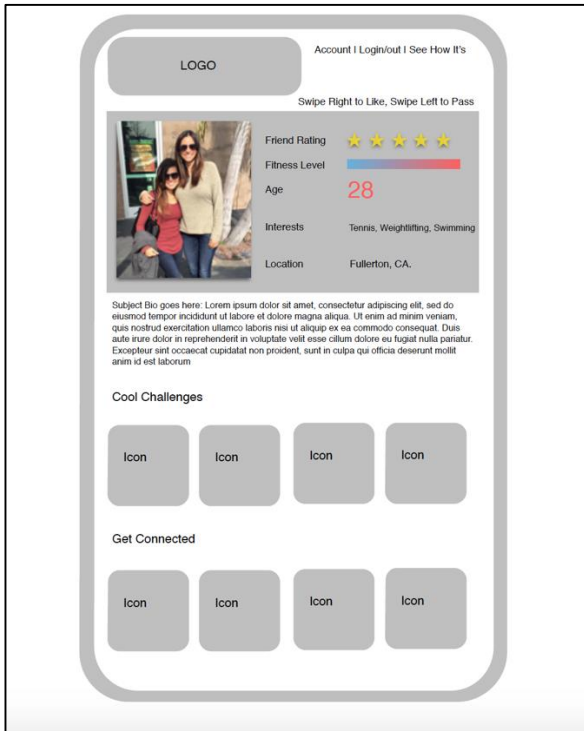 LOGO
Account I Login/out I See How It's
Swipe Right to Like, Swipe Left to Pass
Friend Rating
Fitness Level
Age 28
Interests Tennis, Weightlifting, Swimming
Location Fullerton, CA.
Subject Bio goes here: Lorem ipsum dolor sit amet, consectetur adipiscing elit, sed do
eiusmod tempor incididunt ut labore et dolore magna aliqua. Ut enim ad minim veniam,
quis nostrud exercitation ullamco laboris nisi ut aliquip ex ea commodo consequat. Duis
aute irure dolor in reprehenderit in voluptate velit esse cillum dolore eu fugiat nulla pariatur.
Excepteur sint occaecat cupidatat non proident, sunt in culpa qui officia deserunt mollit
anim id est laborum
Cool Challenges
Icon Icon Icon Icon
Get Connected
Icon Icon Icon Icon